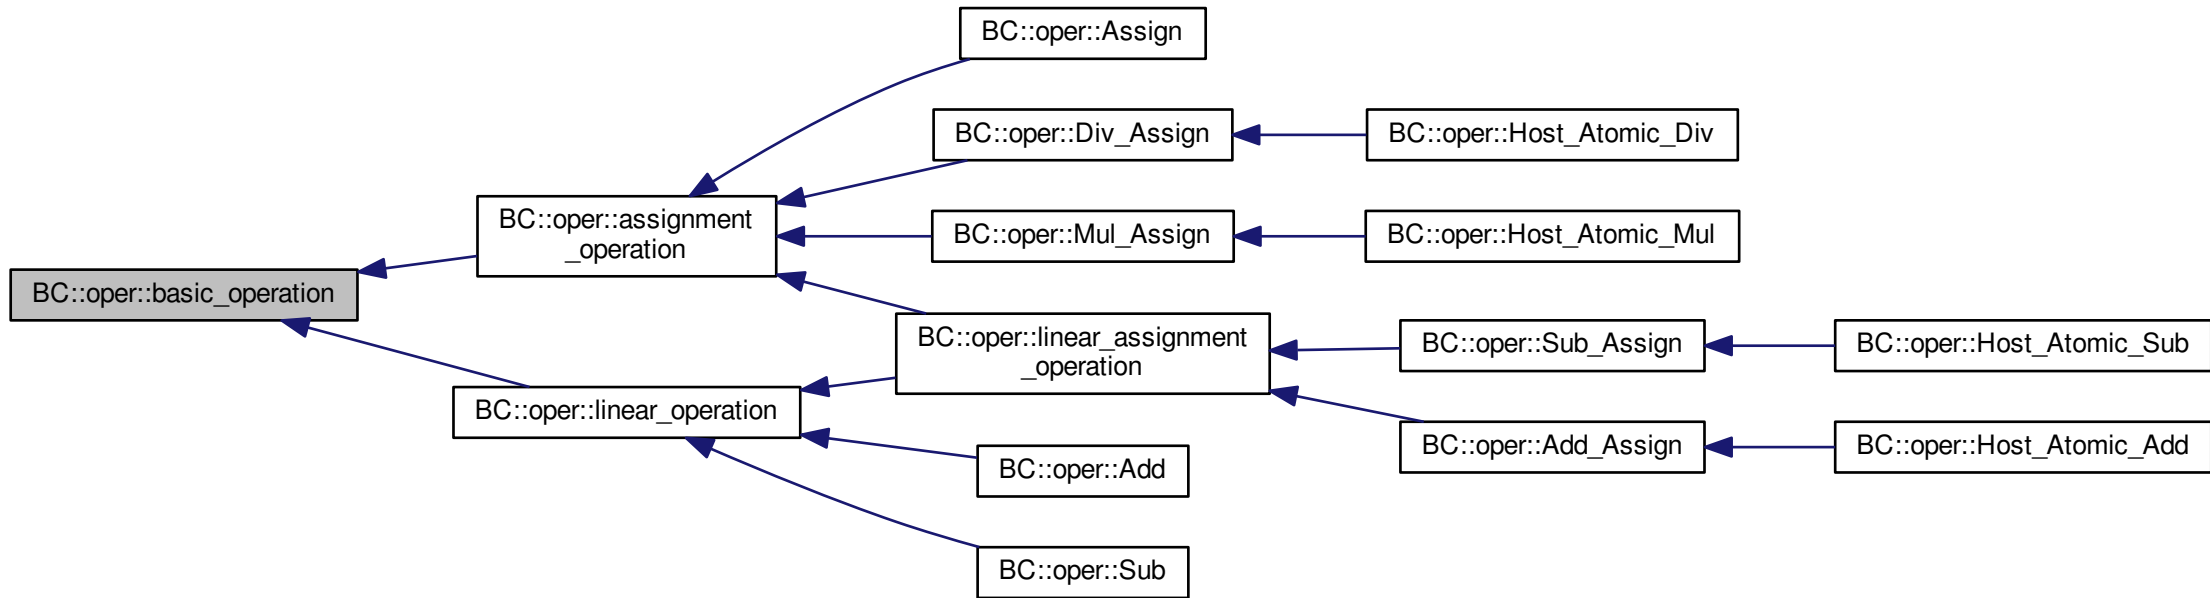 BC::oper::Assign
BC::oper::Div_Assign
BC::oper::Host_Atomic_Div
BC::oper::assignment
_operation
BC::oper::Mul_Assign
BC::oper::Host_Atomic_Mul
BC::oper::basic_operation
BC::oper::linear_assignment
_operation
BC::oper::Sub_Assign
BC::oper::Host_Atomic_Sub
BC::oper::linear_operation
BC::oper::Add_Assign
BC::oper::Host_Atomic_Add
BC::oper::Add
BC::oper::Sub